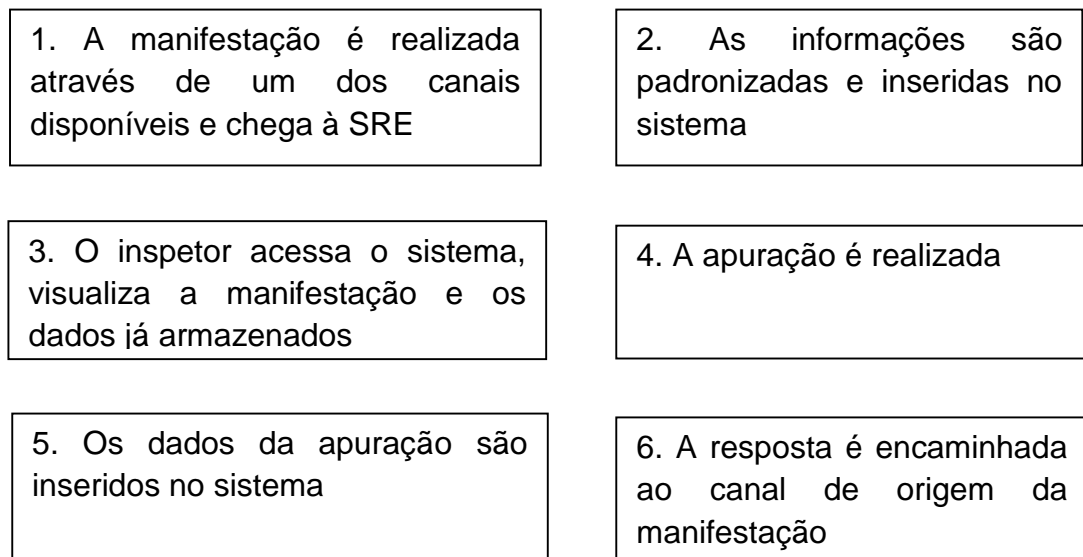 1. A manifestação é realizada
através de um dos canais
disponíveis e chega à SRE
2. As informações são
padronizadas e inseridas no
sistema
3. O inspetor acessa o sistema,
visualiza a manifestação e os
dados já armazenados
4. A apuração é realizada
5. Os dados da apuração são
inseridos no sistema
6. A resposta é encaminhada
ao canal de origem da
manifestação